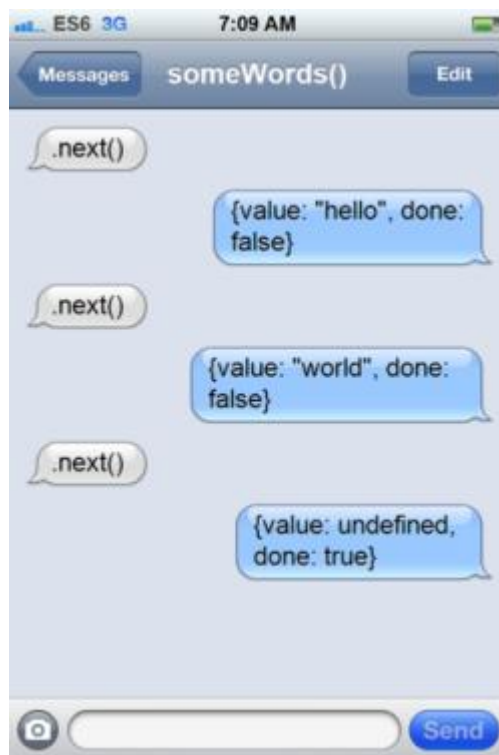 ES6 3G 7:09 AM
Messages someWords() Edit
.next()
{value: "hello", done:
false}
.next()
{value: "world", done:
false}
.next()
{value: undefined,
done: true}
Send